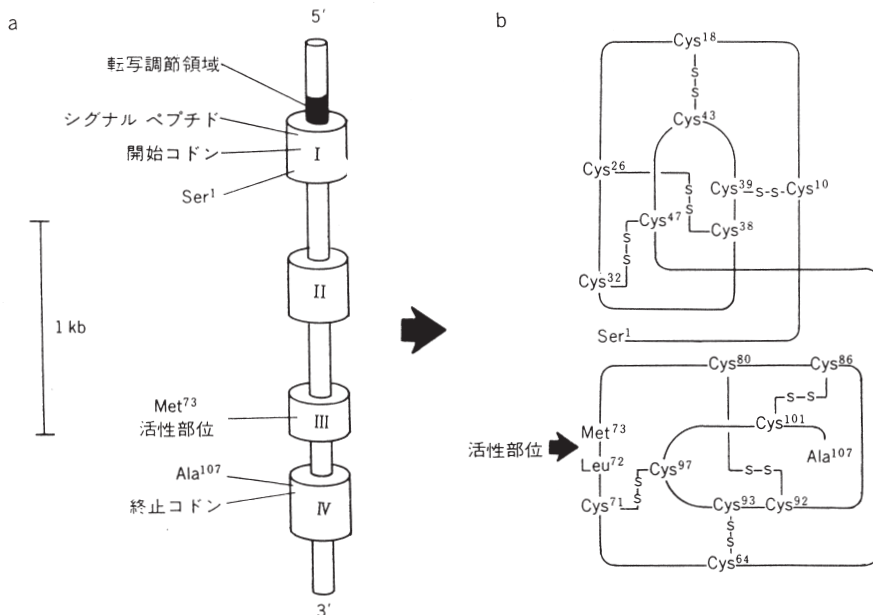 a
5′
転写調節領域
シグナル ペプチド
開始コドン
Ser1
I
II
1 kb
Met73
活性部位
III
Ala107
終止コドン
IV
3′
b
Cys18
S
S
Cys43
Cys26
Cys39 S-S Cys10
S
S
Cys47
Cys38
S
S
Cys32
Ser1
Cys80
Cys86
S-S
Cys101
Met73
活性部位
Leu72
Ala107
Cys97
S-S
S
S
Cys71
Cys93
Cys92
S
S
Cys64